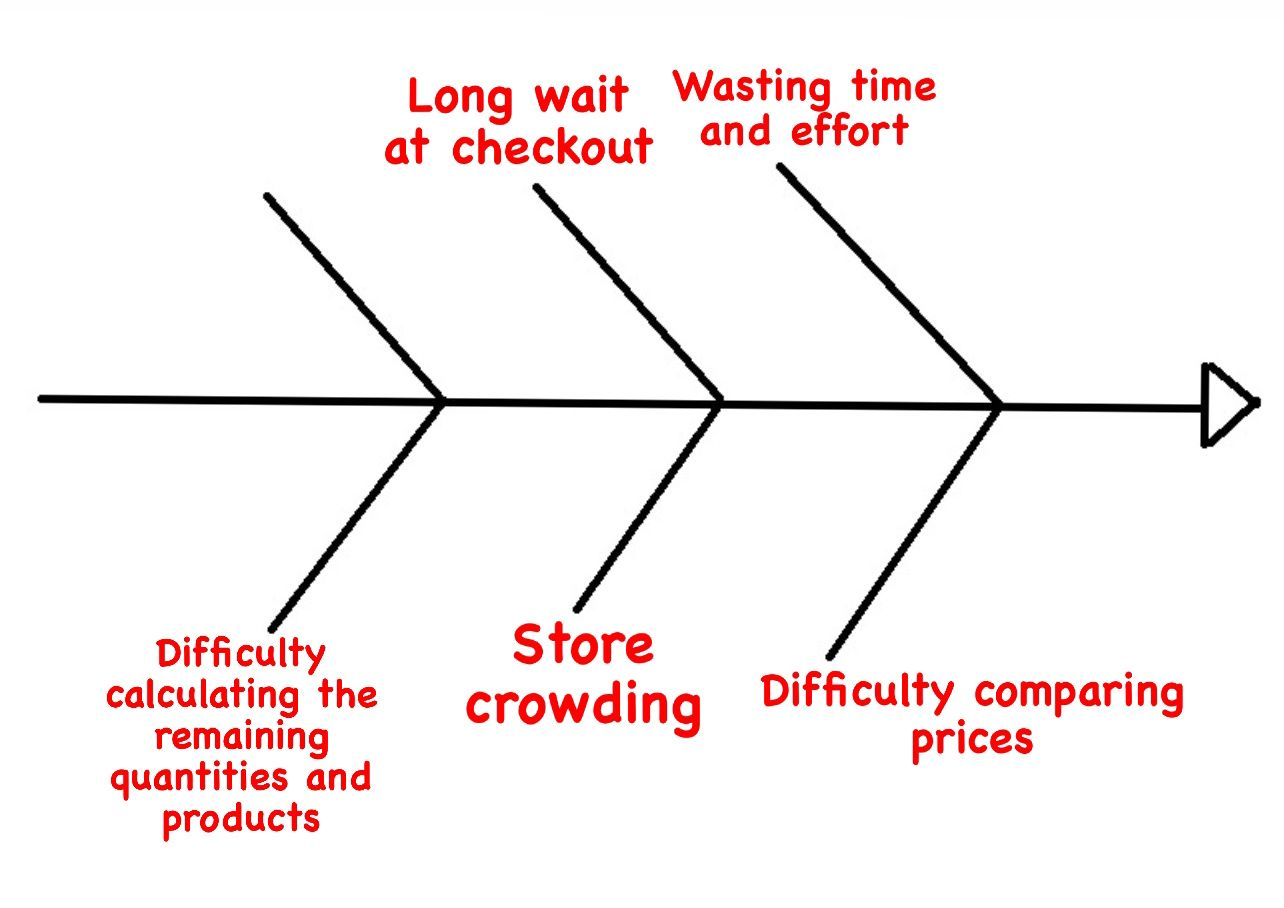 Long wait
at checkout
Wasting time
and effort
Difficulty
calculating the
remaining
quantities and
products
Store
crowding
Difficulty comparing
prices